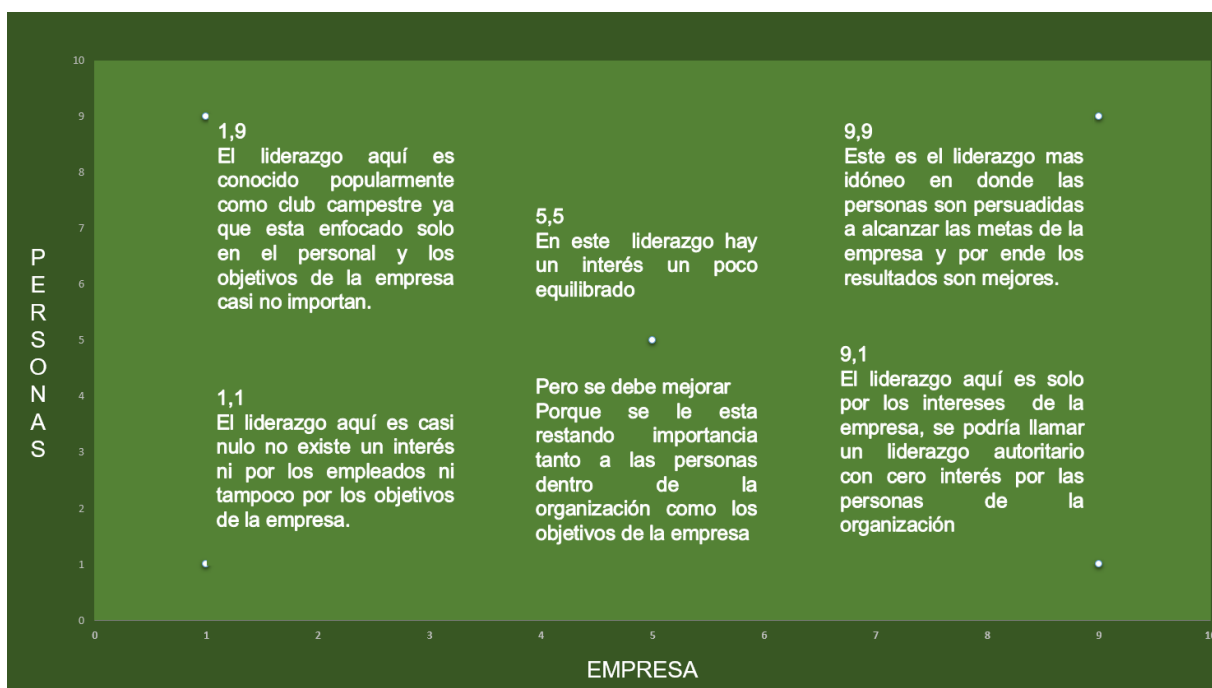 10
9
8
7
6
5
4
3
2
1
0
PERSONAS
1,9
El liderazgo aquí es
conocido popularmente
como club campestre ya
que esta enfocado solo
en el personal y los
objetivos de la empresa
casi no importan.
1,1
El liderazgo aquí es casi
nulo no existe un interés
ni por los empleados ni
tampoco por los objetivos
de la empresa.
5,5
En este liderazgo hay
un interés un poco
equilibrado
Pero se debe mejorar
Porque se le esta
restando importancia
tanto a las personas
dentro de la
organización como los
objetivos de la empresa
9,9
Este es el liderazgo mas
idóneo en donde las
personas son persuadidas
a alcanzar las metas de la
empresa y por ende los
resultados son mejores.
9,1
El liderazgo aquí es solo
por los intereses de la
empresa, se podría llamar
un liderazgo autoritario
con cero interés por las
personas de la
organización
0 1 2 3 4 5 6 7 8 9 10
EMPRESA